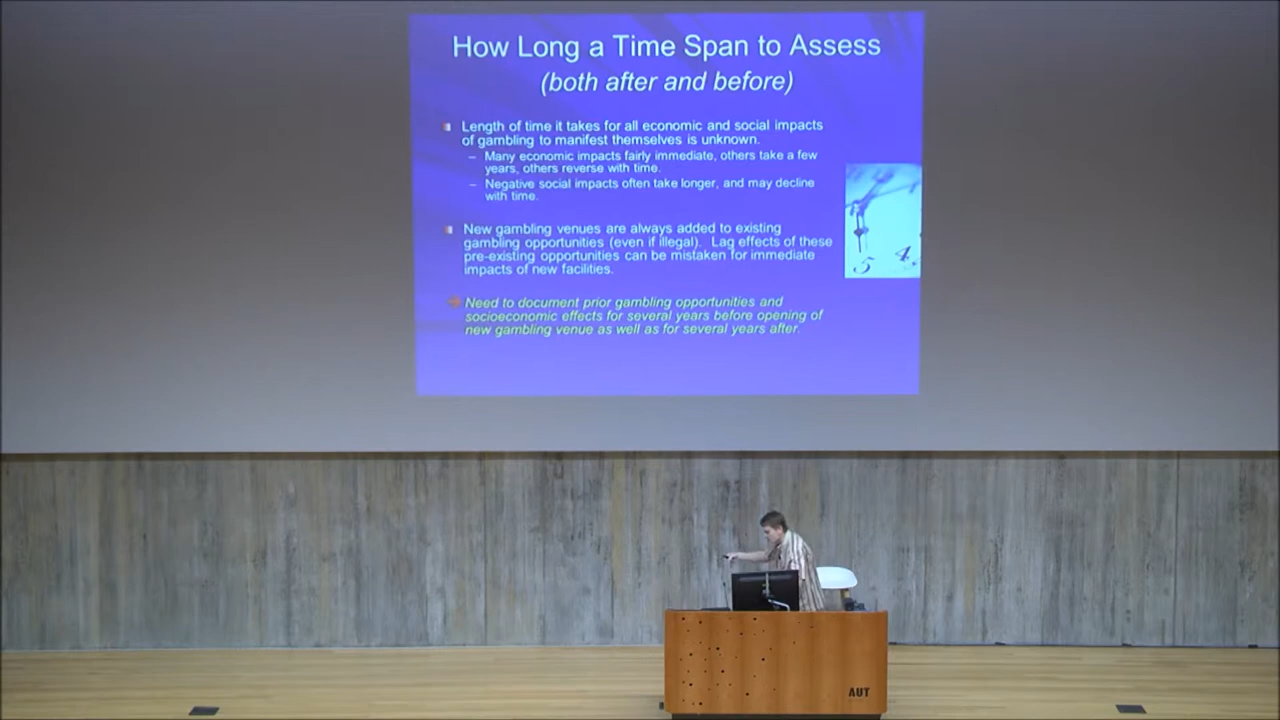 How Long a Time Span to Assess
(both after and before)
Length of time it takes for all economic and social impacts
of gambling to manifest themselves is unknown.
– Many economic impacts fairly immediate, others take a few
years, others reverse with time.
– Negative social impacts often take longer, and may decline
with time.
New gambling venues are always added to existing
gambling opportunities (even if illegal). Lag effects of these
pre-existing opportunities can be mistaken for immediate
impacts of new facilities.
Need to document prior gambling opportunities and
socioeconomic effects for several years before opening of
new gambling venue as well as for several years after.
5 4
AUT